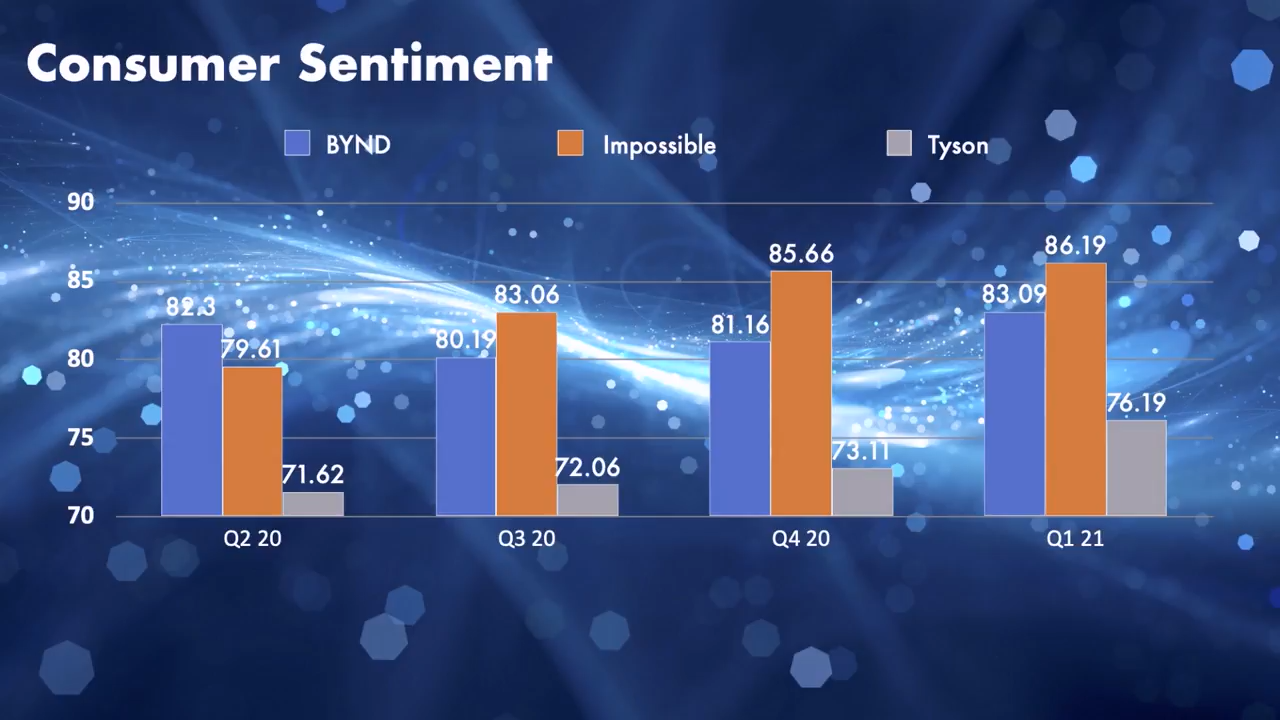 Consumer Sentiment
BYND Impossible Tyson
90
85
80
75
70
82.3 79.61 71.62
80.19 83.06 72.06
81.16 85.66 73.11
83.09 86.19 76.19
Q2 20 Q3 20 Q4 20 Q1 21